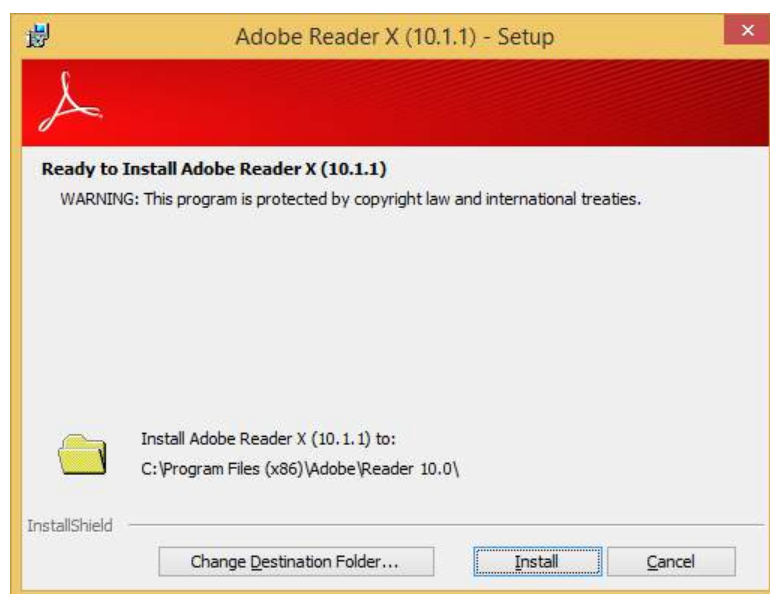 Adobe Reader X (10.1.1) - Setup
Ready to Install Adobe Reader X (10.1.1)
WARNING: This program is protected by copyright law and international treaties.
Install Adobe Reader X (10.1.1) to:
C:\Program Files (x86)\Adobe\Reader 10.0\
InstallShield
Change Destination Folder... Install Cancel